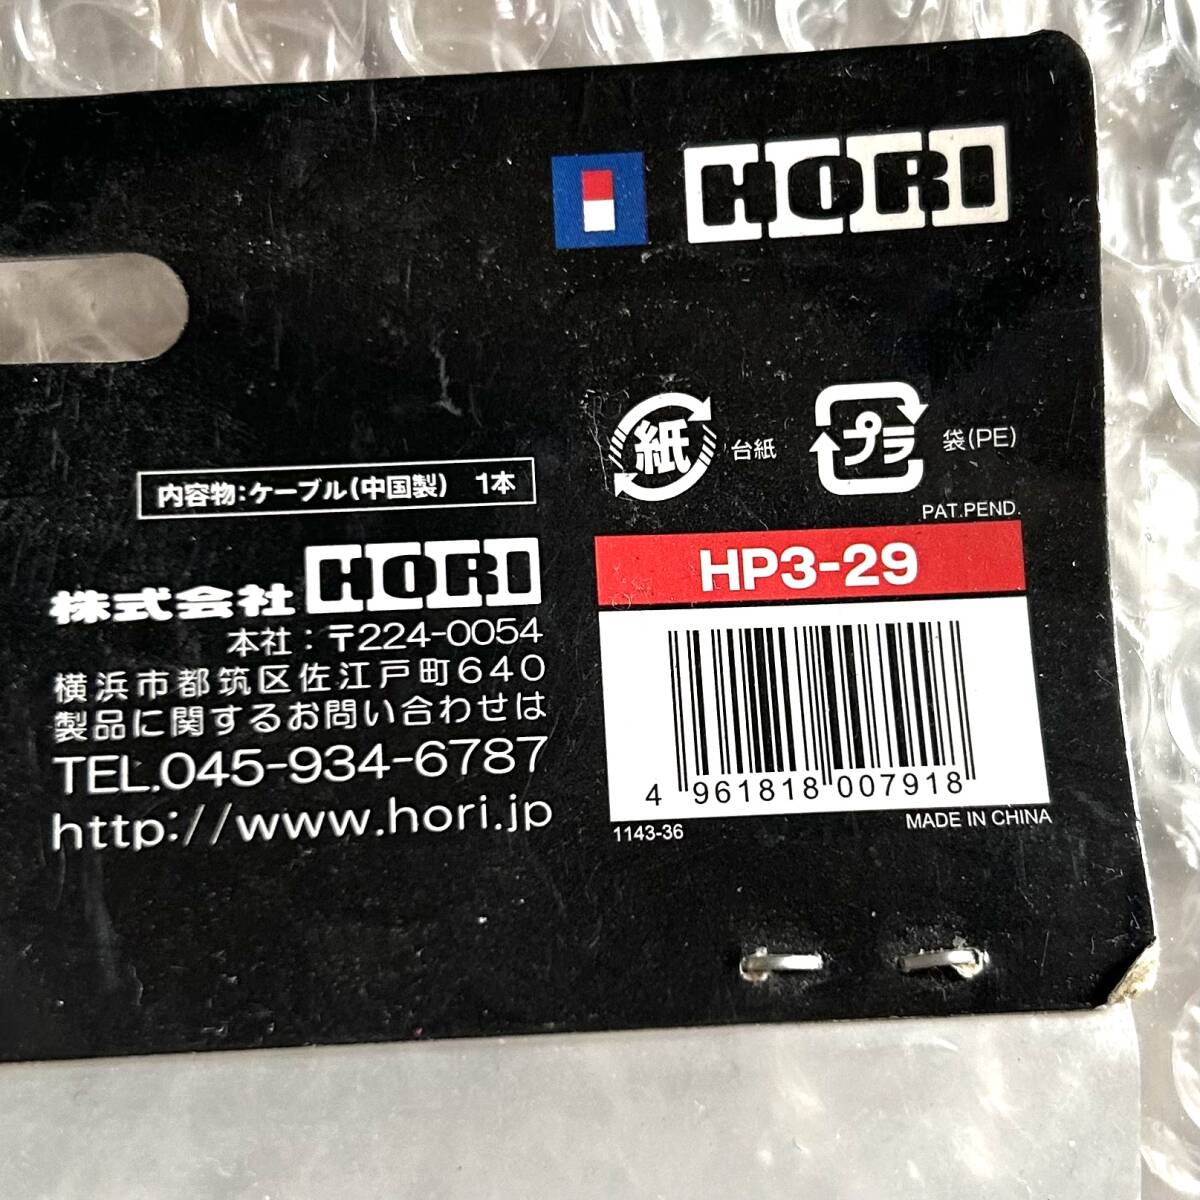 HORI
紙 台紙
プラ 袋(PE)
PAT.PEND.
内容物:ケーブル(中国製) 1本
株式会社 HORI
本社:〒224-0054
横浜市都筑区佐江戸町640
製品に関するお問い合わせは
TEL.045-934-6787
http://www.hori.jp
HP3-29
4 961818 007918
1143-36
MADE IN CHINA